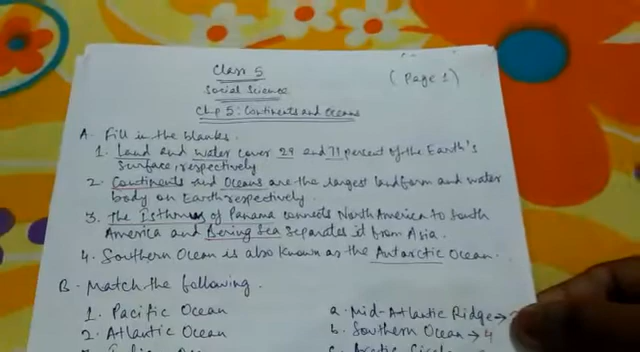 Class 5
(Page 1)
Social Science
Chp 5: Continents and Oceans
A. Fill in the blanks.
1. Land and water cover 29 and 71 percent of the Earth's
surface, respectively
2. Continents and Oceans are the largest landform and water
body on Earth respectively.
3. The Isthmus of Panama connects North America to South
America and Bering Sea separates it from Asia.
4. Southern Ocean is also known as the Antarctic Ocean.
B. Match the following.
1. Pacific Ocean
a. Mid-Atlantic Ridge →
2. Atlantic Ocean
b. Southern Ocean → 4
c. Arctic Circle